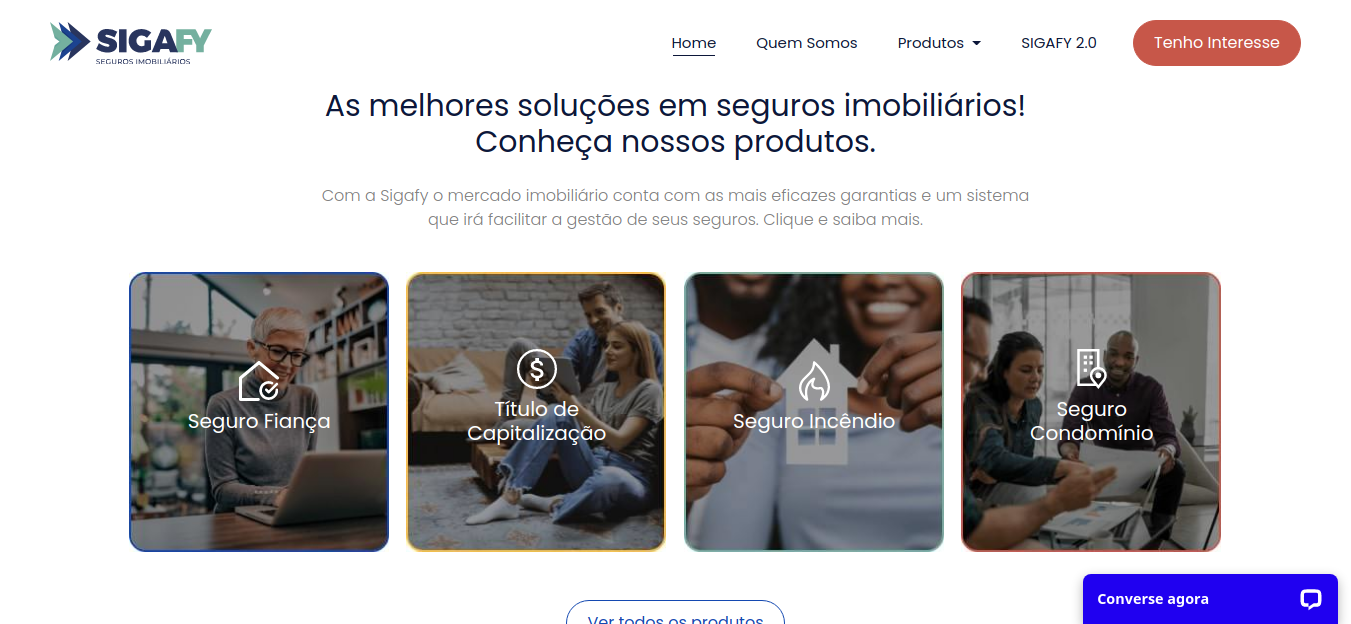 SIGAFY
SEGUROS IMOBILIÁRIOS
Home
Quem Somos
Produtos
SIGAFY 2.0
Tenho Interesse
As melhores soluções em seguros imobiliários!
Conheça nossos produtos.
Com a Sigafy o mercado imobiliário conta com as mais eficazes garantias e um sistema
que irá facilitar a gestão de seus seguros. Clique e saiba mais.
Seguro Fiança
Título de
Capitalização
Seguro Incêndio
Seguro
Condomínio
Ver todos os produtos
Converse agora